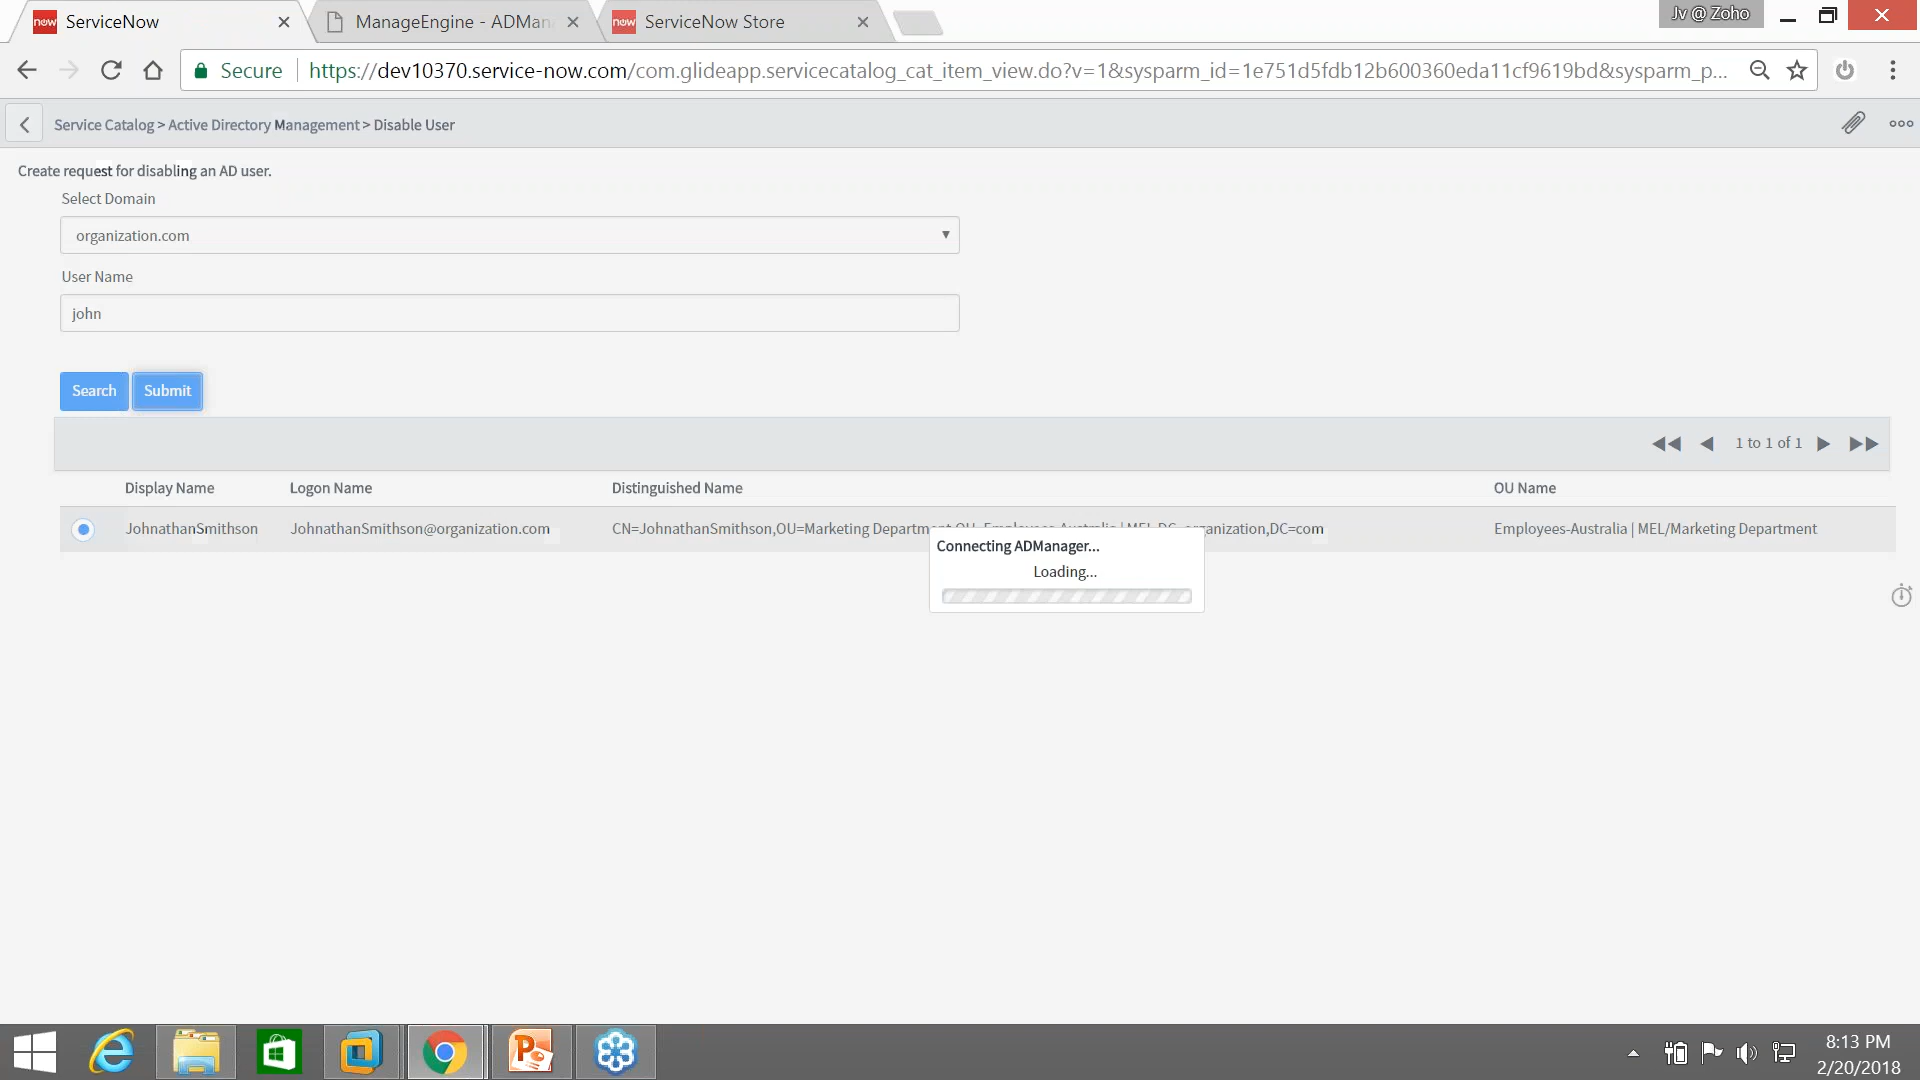 ServiceNow
ManageEngine - ADMan
now ServiceNow Store
Jv @ Zoho
Secure
https://dev10370.service-now.com/com.glideapp.servicecatalog_cat_item_view.do?v=1&sysparm_id=1e751d5fdb12b600360eda11cf9619bd&sysparm_p...
Service Catalog > Active Directory Management > Disable User
Create request for disabling an AD user.
Select Domain
organization.com
User Name
john
Search Submit
1 to 1 of 1
Display Name Logon Name Distinguished Name OU Name
JohnathanSmithson JohnathanSmithson@organization.com CN=JohnathanSmithson,OU=Marketing Department,OU=Employees-Australia | MEL,DC=organization,DC=com Employees-Australia | MEL/Marketing Department
Connecting ADManager...
Loading...
8:13 PM
2/20/2018